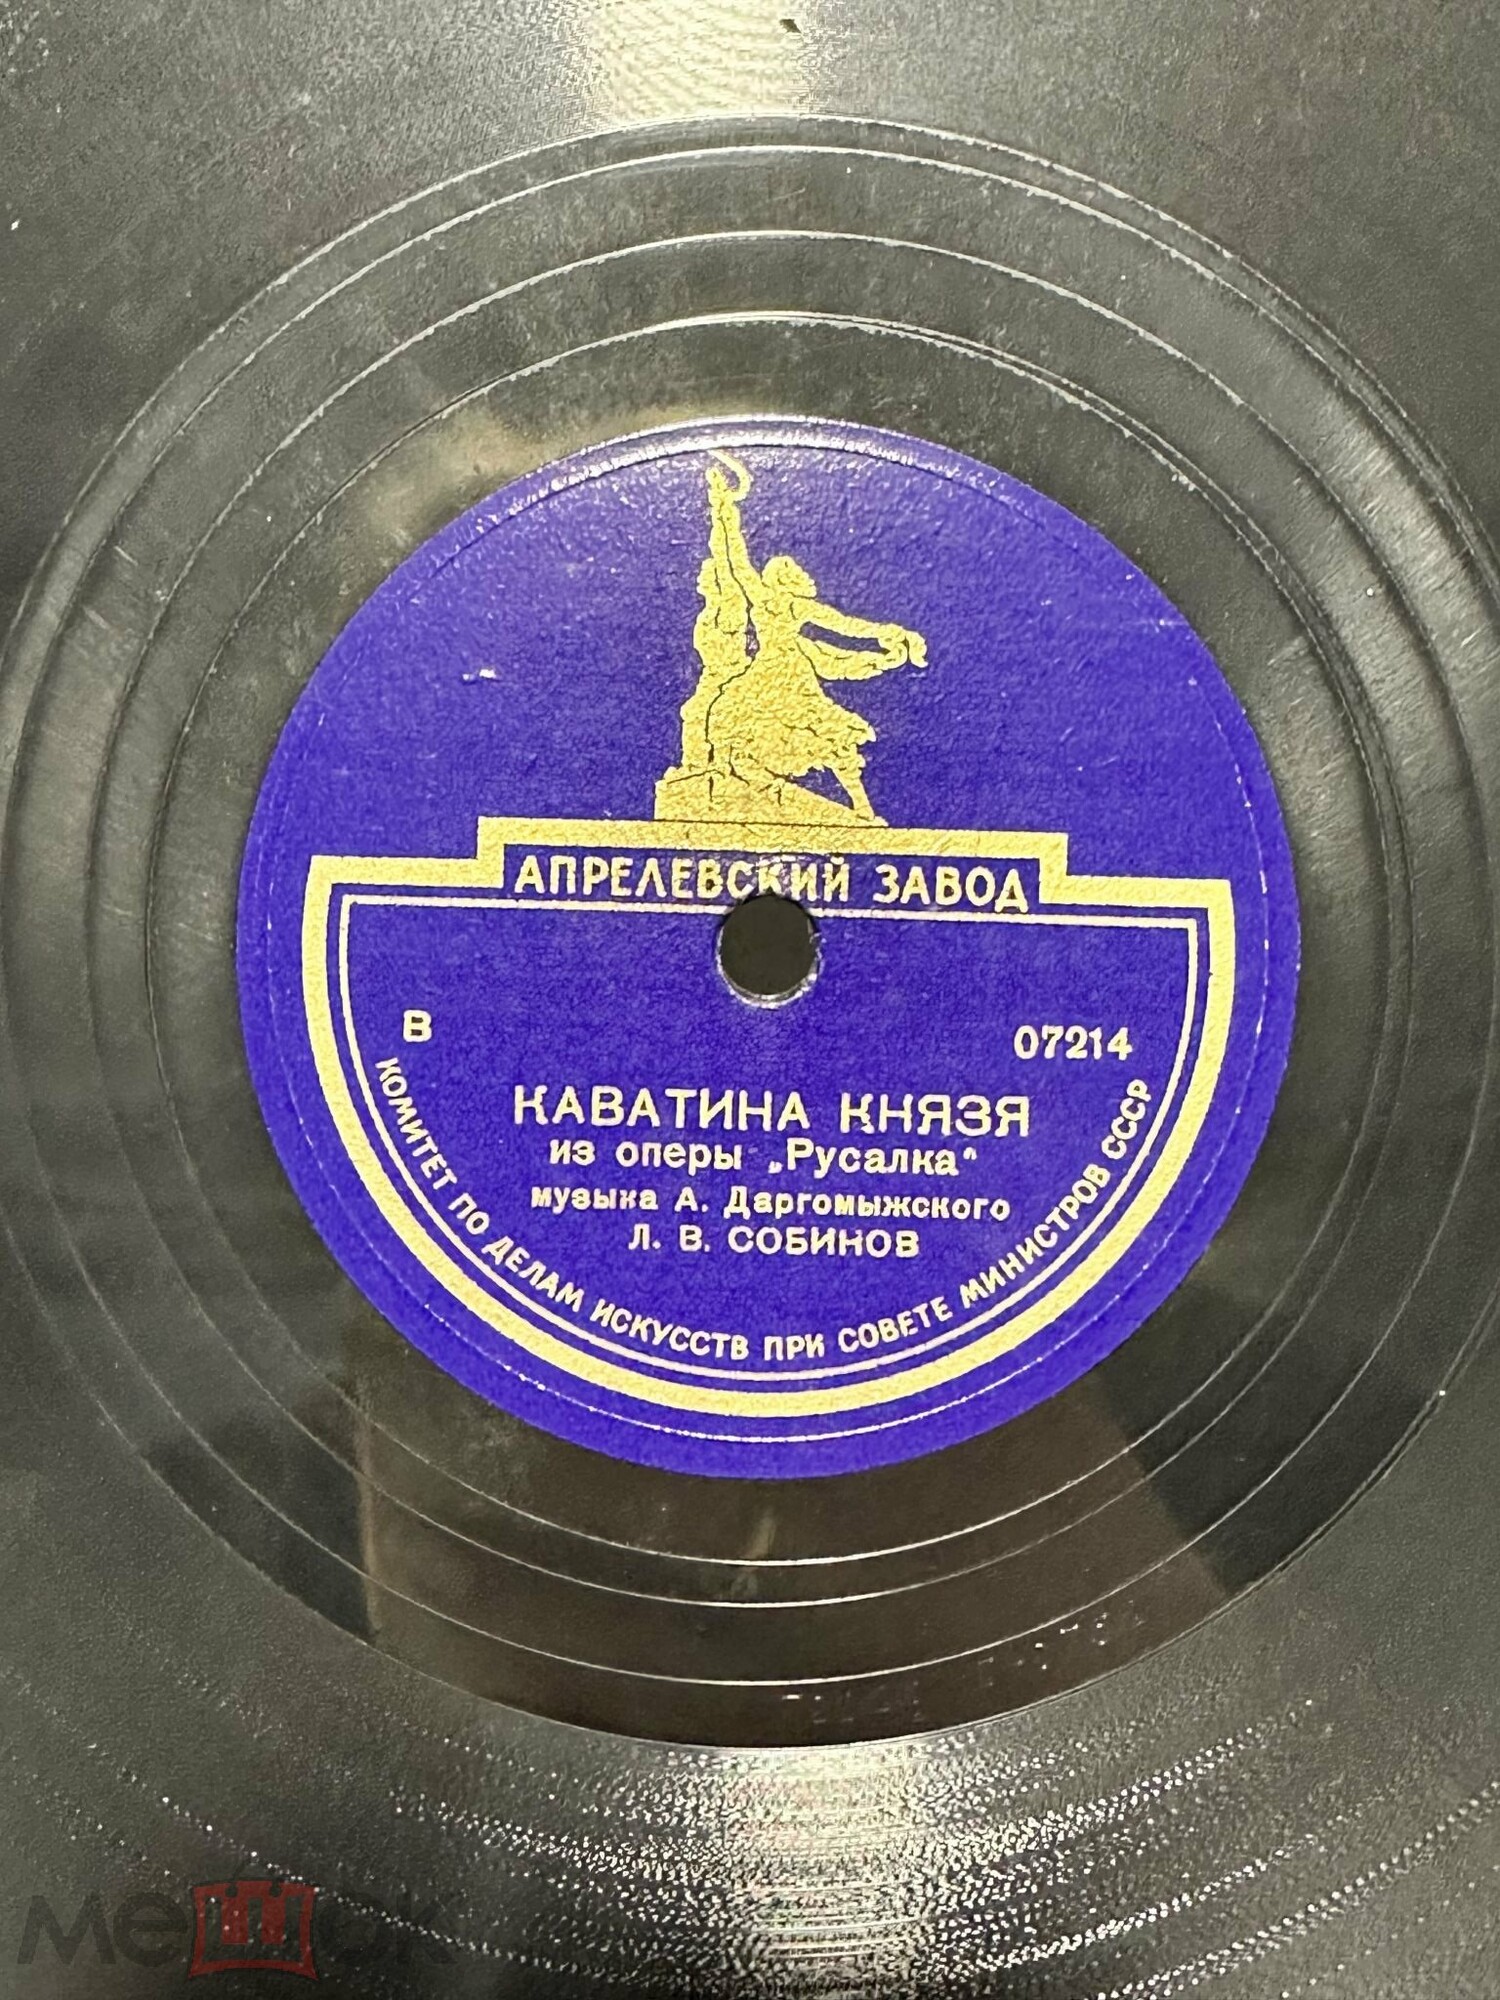 АПРЕЛЕВСКИЙ ЗАВОД
В 07214
КАВАТИНА КНЯЗЯ
из оперы „Русалка“
музыка А. Даргомыжского
Л. В. СОБИНОВ
КОМИТЕТ ПО ДЕЛАМ ИСКУССТВ ПРИ СОВЕТЕ МИНИСТРОВ СССР
мешок